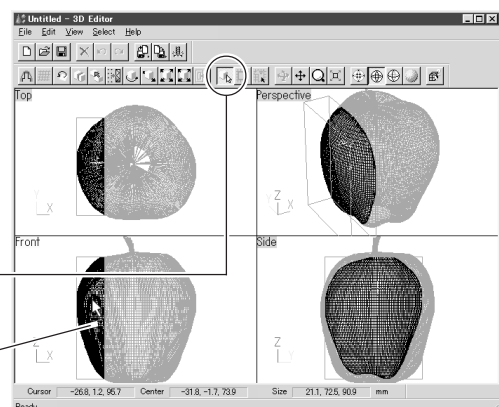 Untitled - 3D Editor
File Edit View Select Help
Top
Perspective
Y
X
Z
Y
X
Front
Side
Z
X
Z
Y
Cursor -26.8, 1.2, 95.7 Center -31.8, -1.7, 73.9 Size 21.1, 72.5, 90.9 mm
Ready